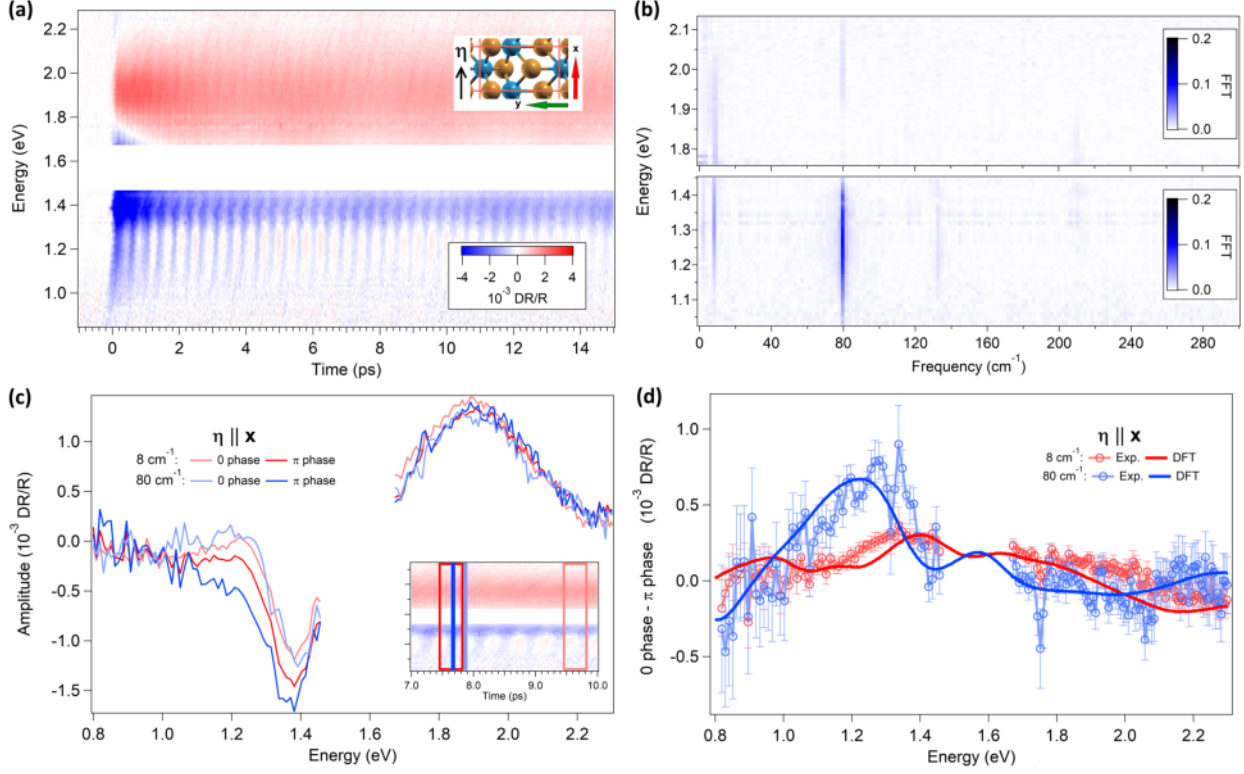 (a)
2.2
2.0
1.8
1.6
1.4
1.2
1.0
Energy (eV)
η
x
y
-4
-2
0
2
4
10⁻³ DR/R
0
2
4
6
8
10
12
14
Time (ps)
(b)
2.1
2.0
1.9
1.8
0.2
0.1
0.0
FFT
Energy (eV)
1.4
1.3
1.2
1.1
0.2
0.1
0.0
FFT
0
40
80
120
160
200
240
280
Frequency (cm⁻¹)
(c)
η || x
8 cm⁻¹: 0 phase π phase
80 cm⁻¹: 0 phase π phase
1.0
0.5
0.0
-0.5
-1.0
-1.5
Amplitude (10⁻³ DR/R)
7.0
8.0
9.0
10.0
Time (ps)
0.8
1.0
1.2
1.4
1.6
1.8
2.0
2.2
Energy (eV)
(d)
η || x
8 cm⁻¹: Exp. DFT
80 cm⁻¹: Exp. DFT
1.0
0.5
0.0
-0.5
0 phase - π phase (10⁻³ DR/R)
0.8
1.0
1.2
1.4
1.6
1.8
2.0
2.2
Energy (eV)